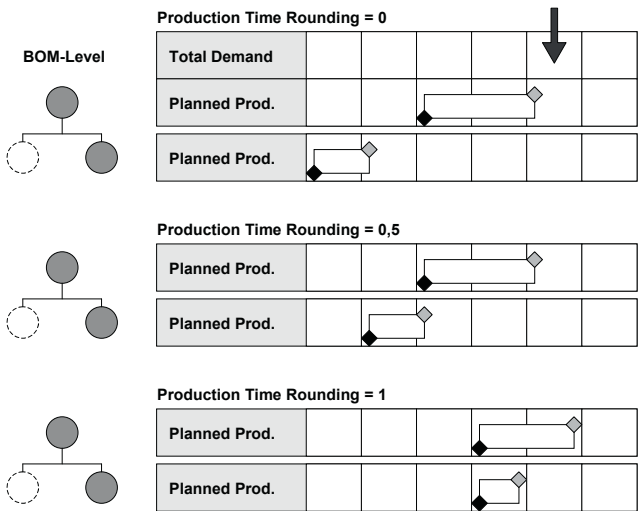 Production Time Rounding = 0
BOM-Level
Total Demand
Planned Prod.
Planned Prod.
Production Time Rounding = 0,5
Planned Prod.
Planned Prod.
Production Time Rounding = 1
Planned Prod.
Planned Prod.